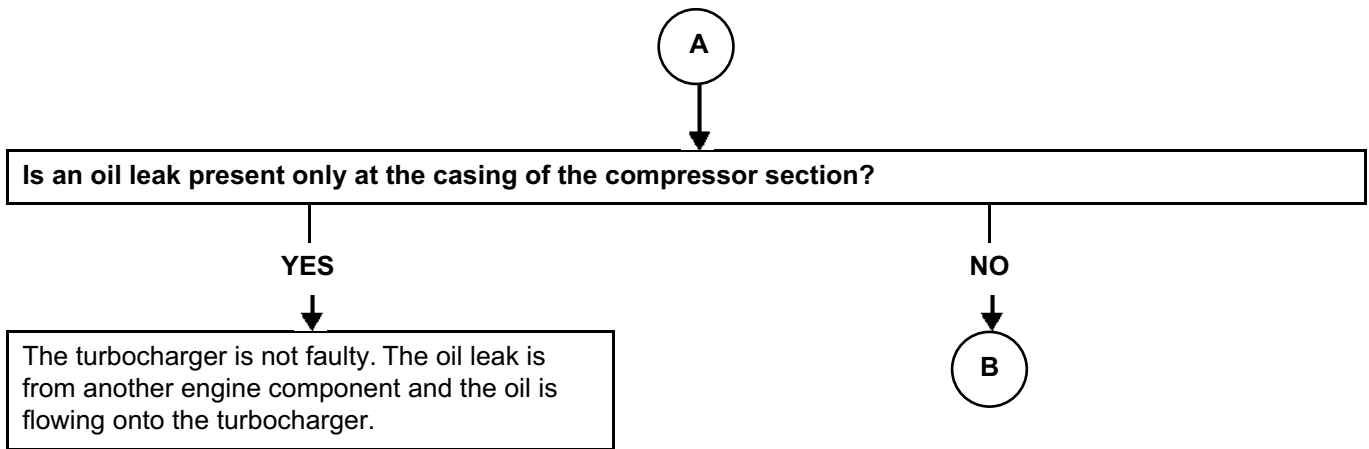 A
Is an oil leak present only at the casing of the compressor section?
YES
NO
The turbocharger is not faulty. The oil leak is
from another engine component and the oil is
flowing onto the turbocharger.
B